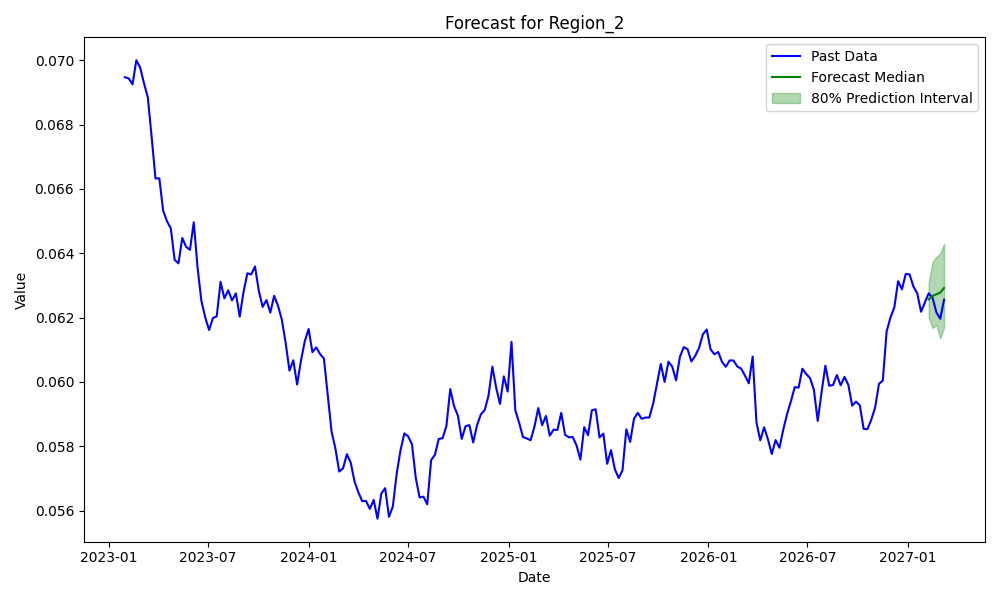 Forecast for Region_2
Past Data
Forecast Median
80% Prediction Interval
0.070
0.068
0.066
0.064
0.062
0.060
0.058
0.056
Value
2023-01
2023-07
2024-01
2024-07
2025-01
2025-07
2026-01
2026-07
2027-01
Date